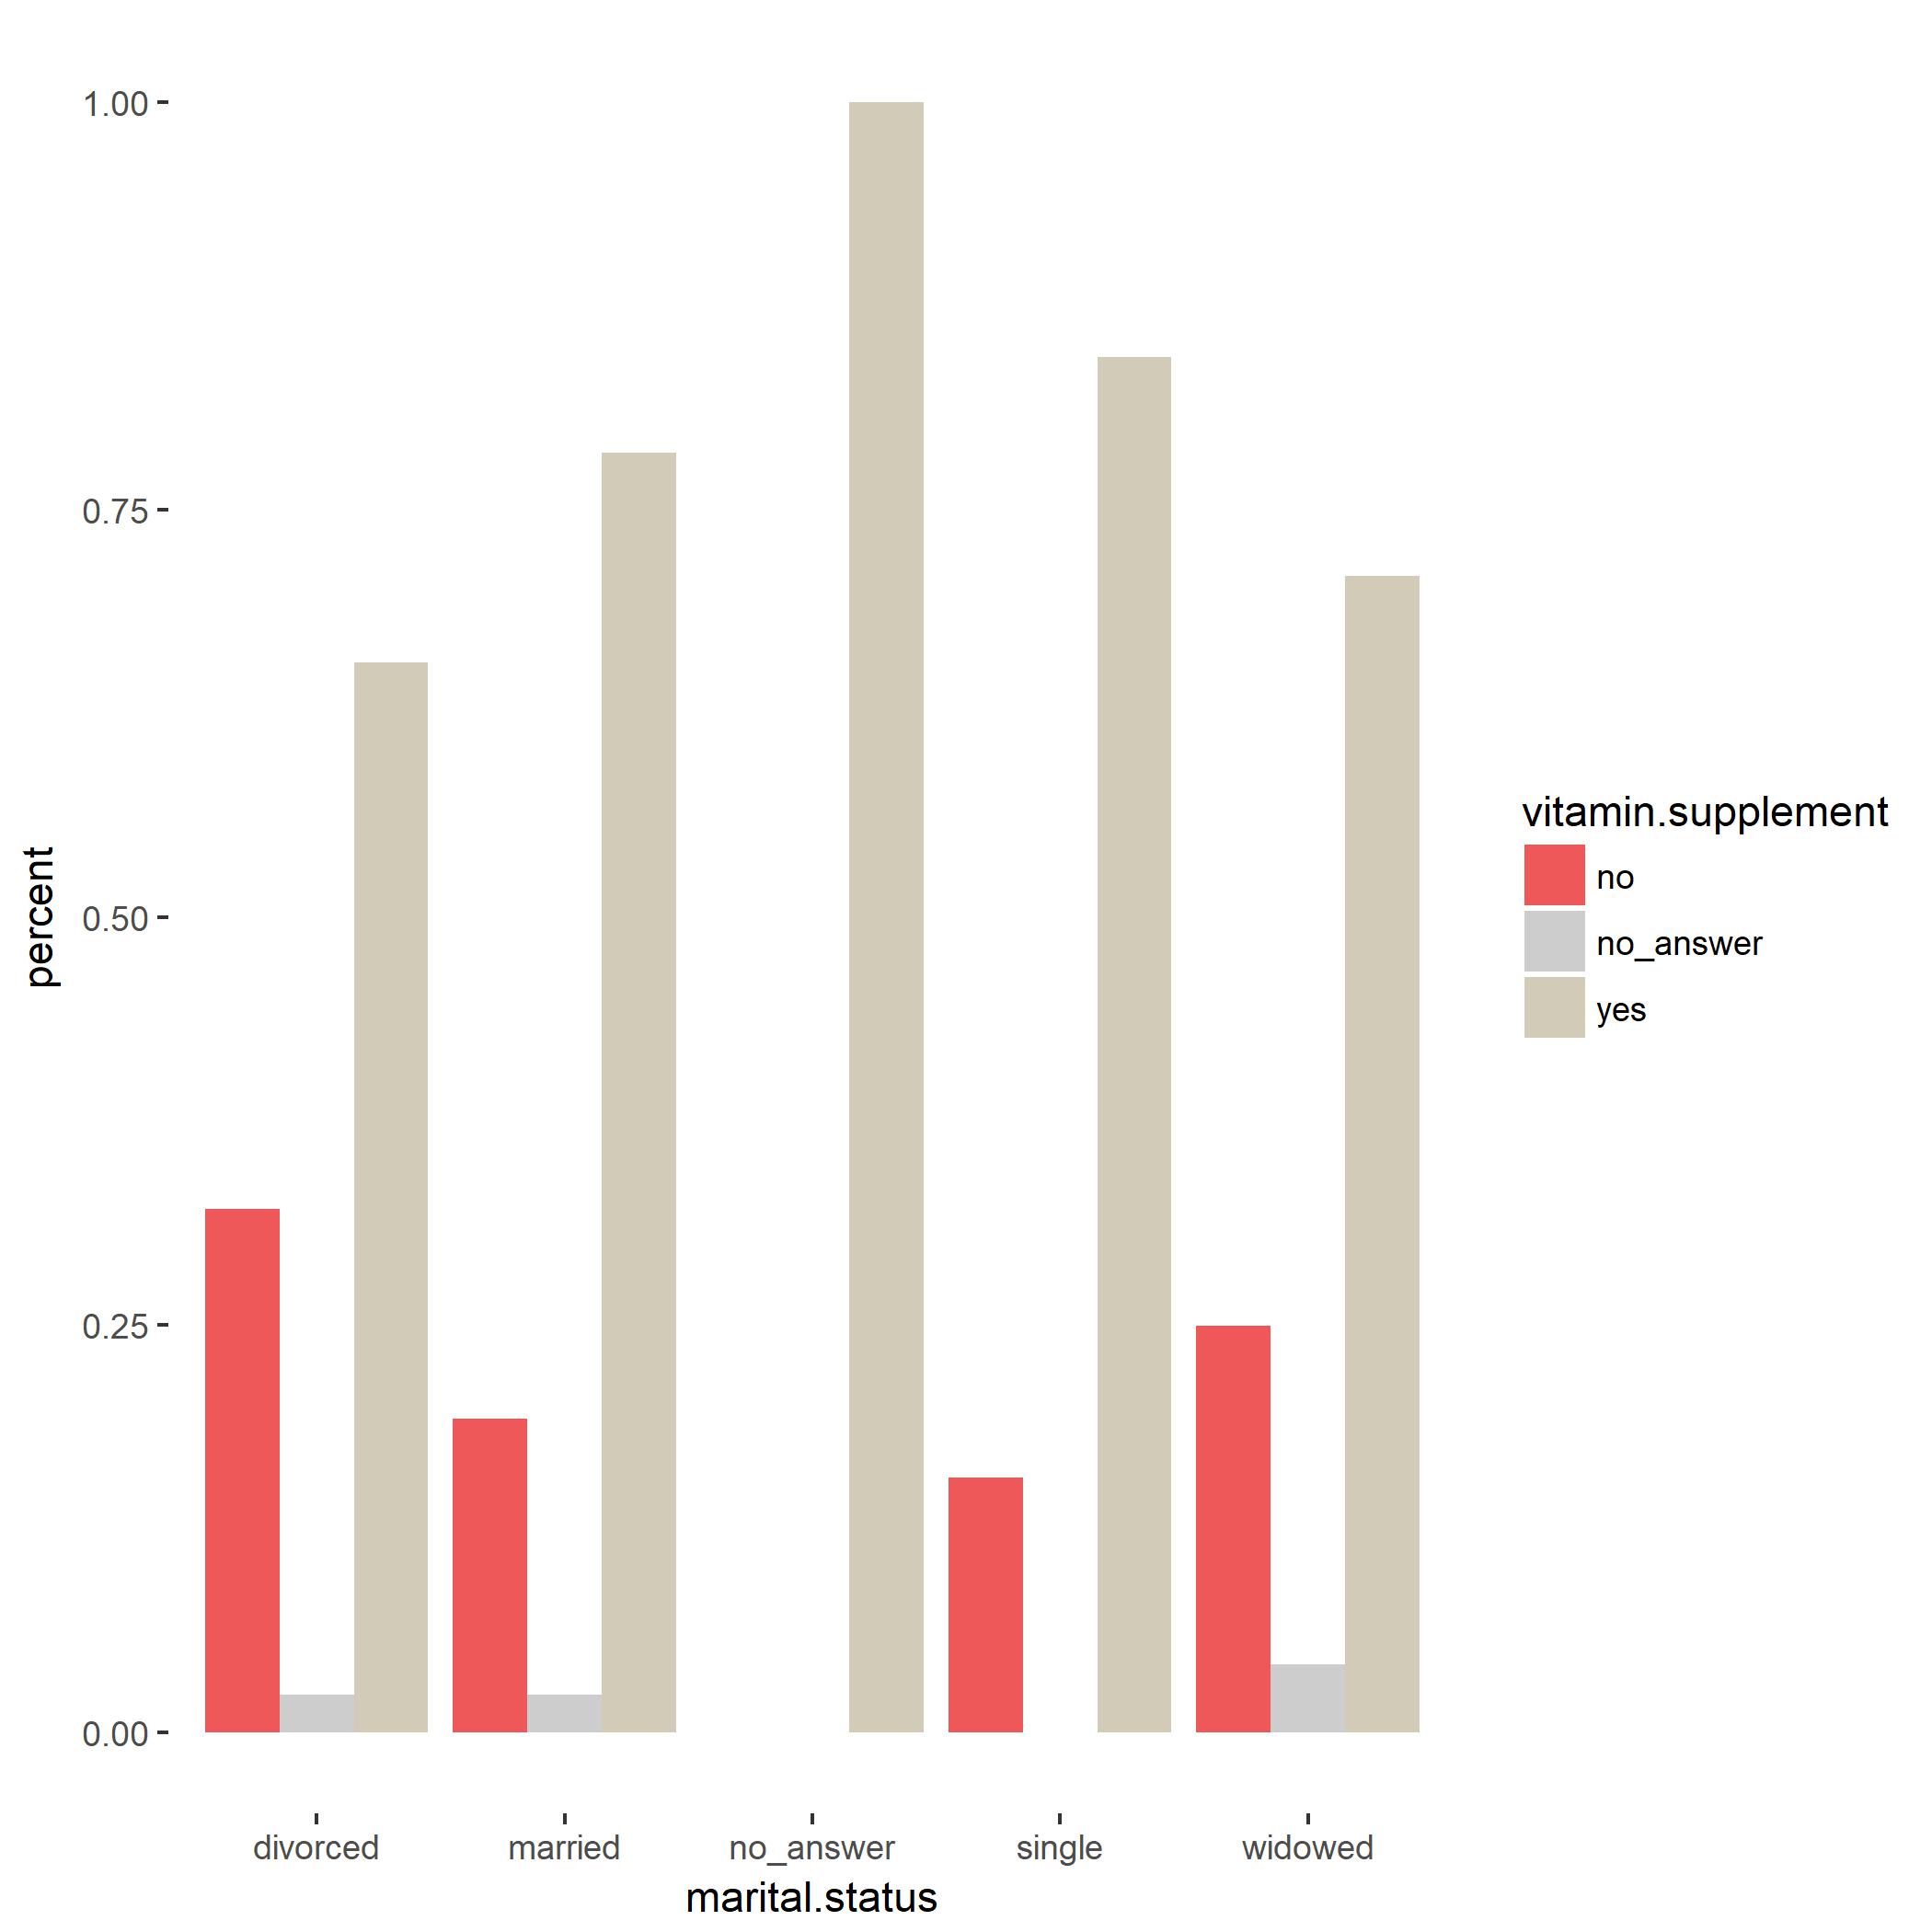 1.00
0.75
0.50
0.25
0.00
percent
divorced married no_answer single widowed
marital.status
vitamin.supplement
no
no_answer
yes